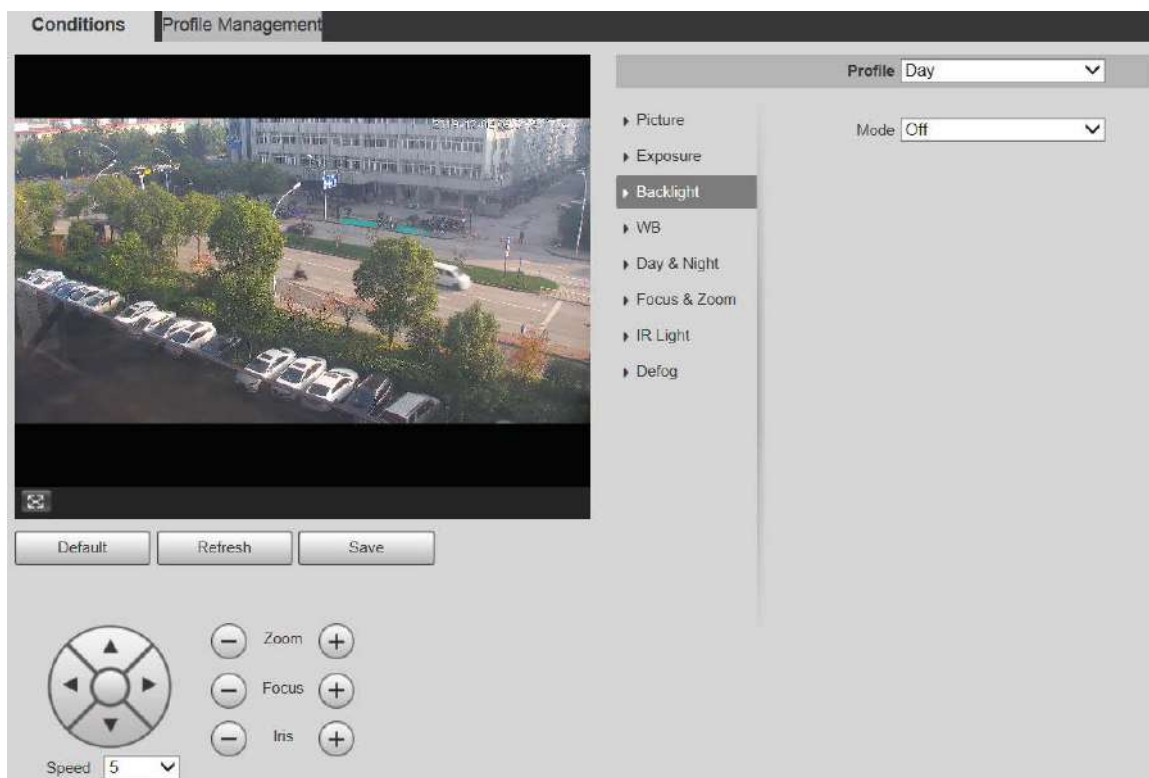 Conditions Profile Management
Profile Day
Picture
Exposure
Backlight
WB
Day & Night
Focus & Zoom
IR Light
Defog
Mode Off
Default Refresh Save
Zoom
Focus
Iris
Speed 5